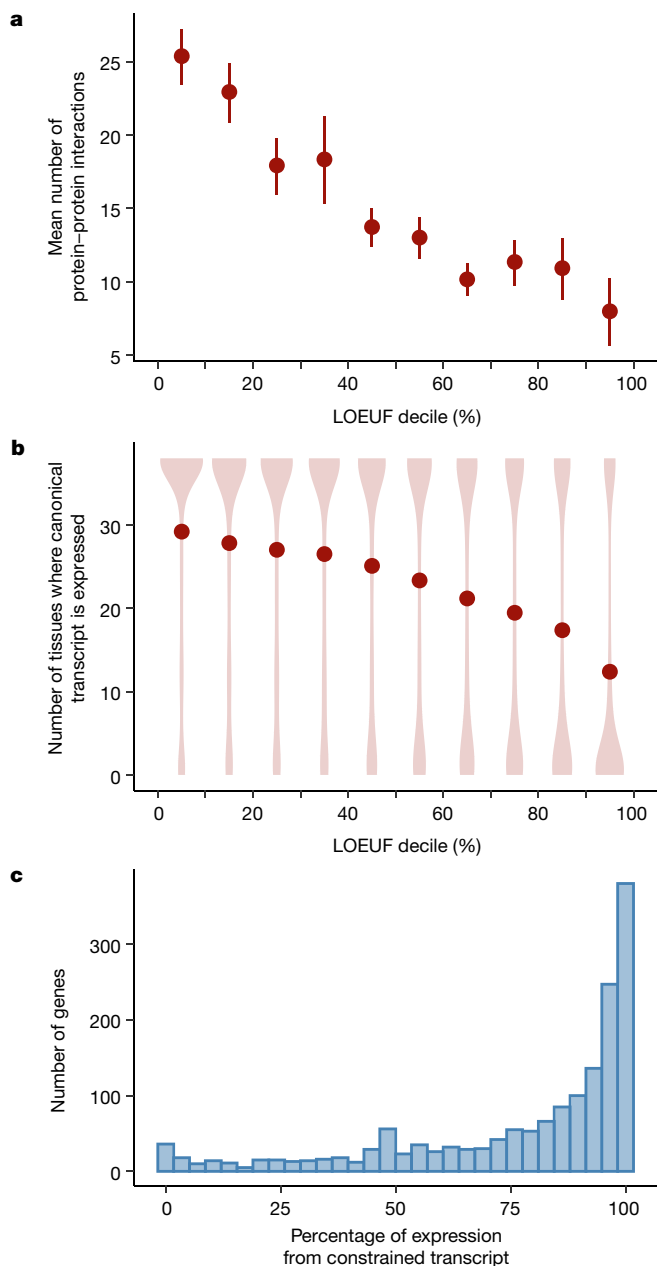 a
Mean number of
protein–protein interactions
25
20
15
10
5
0 20 40 60 80 100
LOEUF decile (%)
b
Number of tissues where canonical
transcript is expressed
30
20
10
0
0 20 40 60 80 100
LOEUF decile (%)
c
Number of genes
300
200
100
0
0 25 50 75 100
Percentage of expression
from constrained transcript